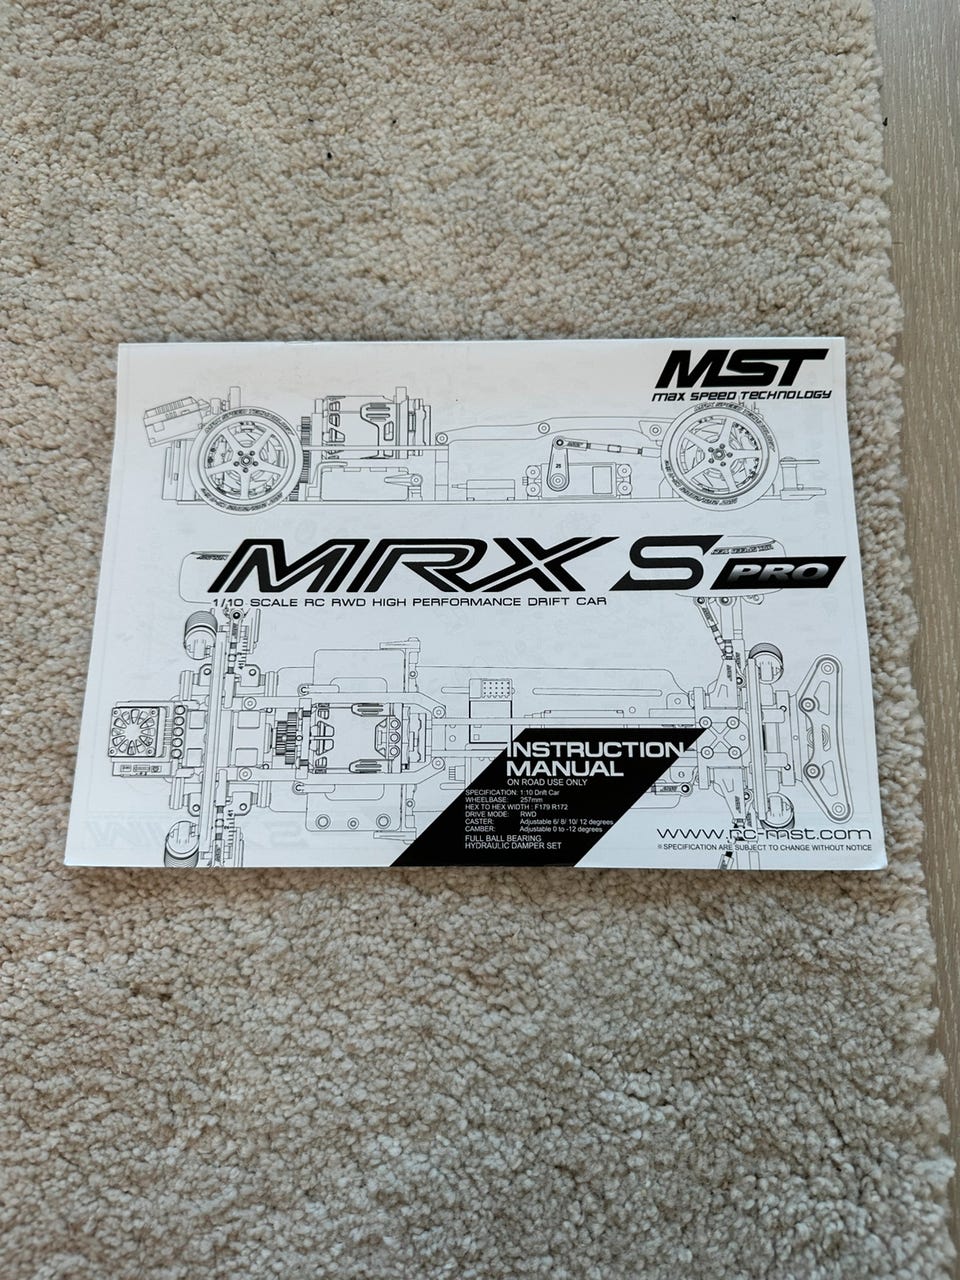 MST
MAX SPEED TECHNOLOGY
MRX S PRO
1/10 SCALE RC RWD HIGH PERFORMANCE DRIFT CAR
INSTRUCTION
MANUAL
ON ROAD USE ONLY
SPECIFICATION: 1:10 Drift Car
WHEELBASE: 257mm
HEX TO HEX WIDTH : F179 R172
DRIVE MODE: RWD
CASTER: Adjustable 6/ 8/ 10/ 12 degrees
CAMBER: Adjustable 0 to -12 degrees
FULL BALL BEARING
HYDRAULIC DAMPER SET
www.rc-mst.com
※SPECIFICATION ARE SUBJECT TO CHANGE WITHOUT NOTICE